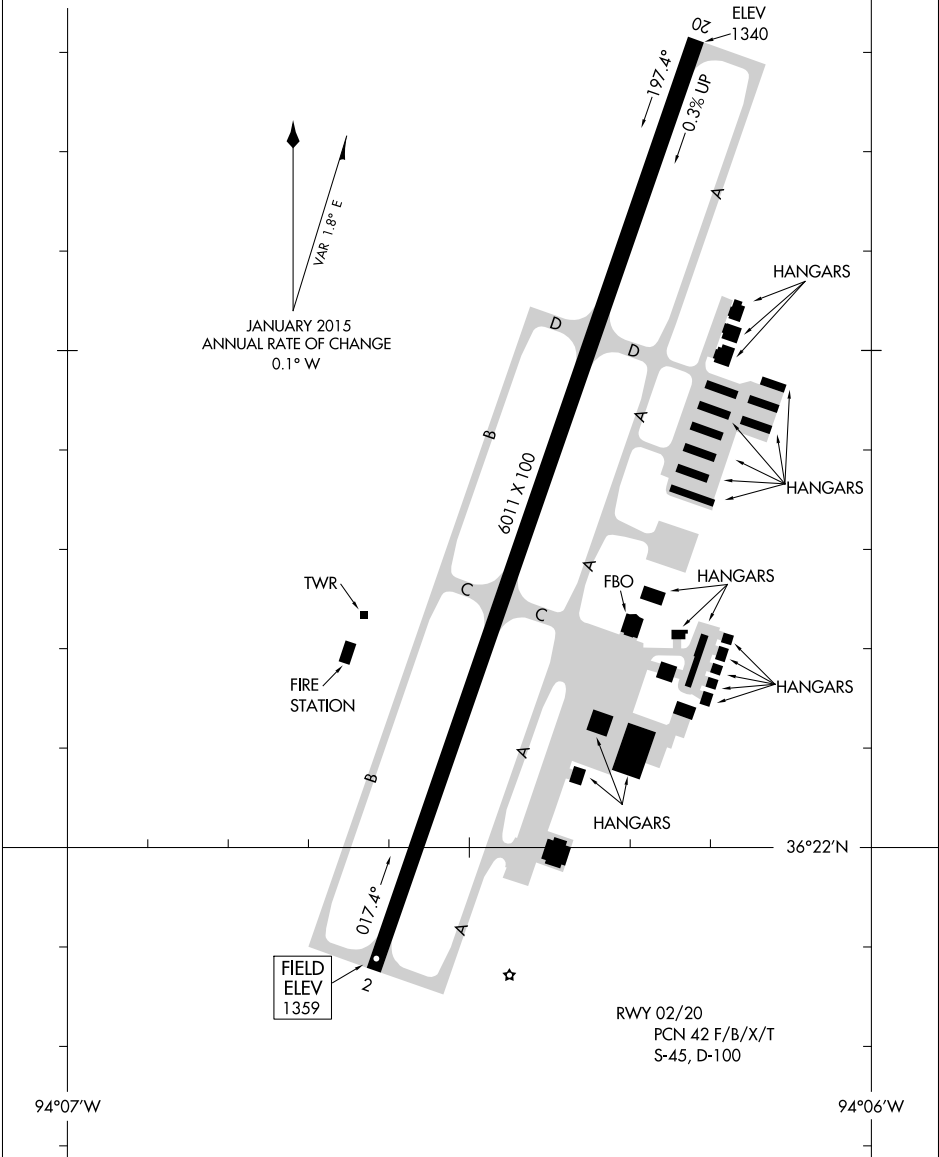 20
ELEV
1340
197.4°
0.3% UP
A
VAR 1.8° E
JANUARY 2015
ANNUAL RATE OF CHANGE
0.1° W
HANGARS
D
D
A
B
6011 X 100
HANGARS
TWR
C
C
A
FBO
HANGARS
FIRE
STATION
HANGARS
B
A
HANGARS
36°22'N
017.4°
A
FIELD
ELEV
1359
2
RWY 02/20
PCN 42 F/B/X/T
S-45, D-100
94°07'W
94°06'W